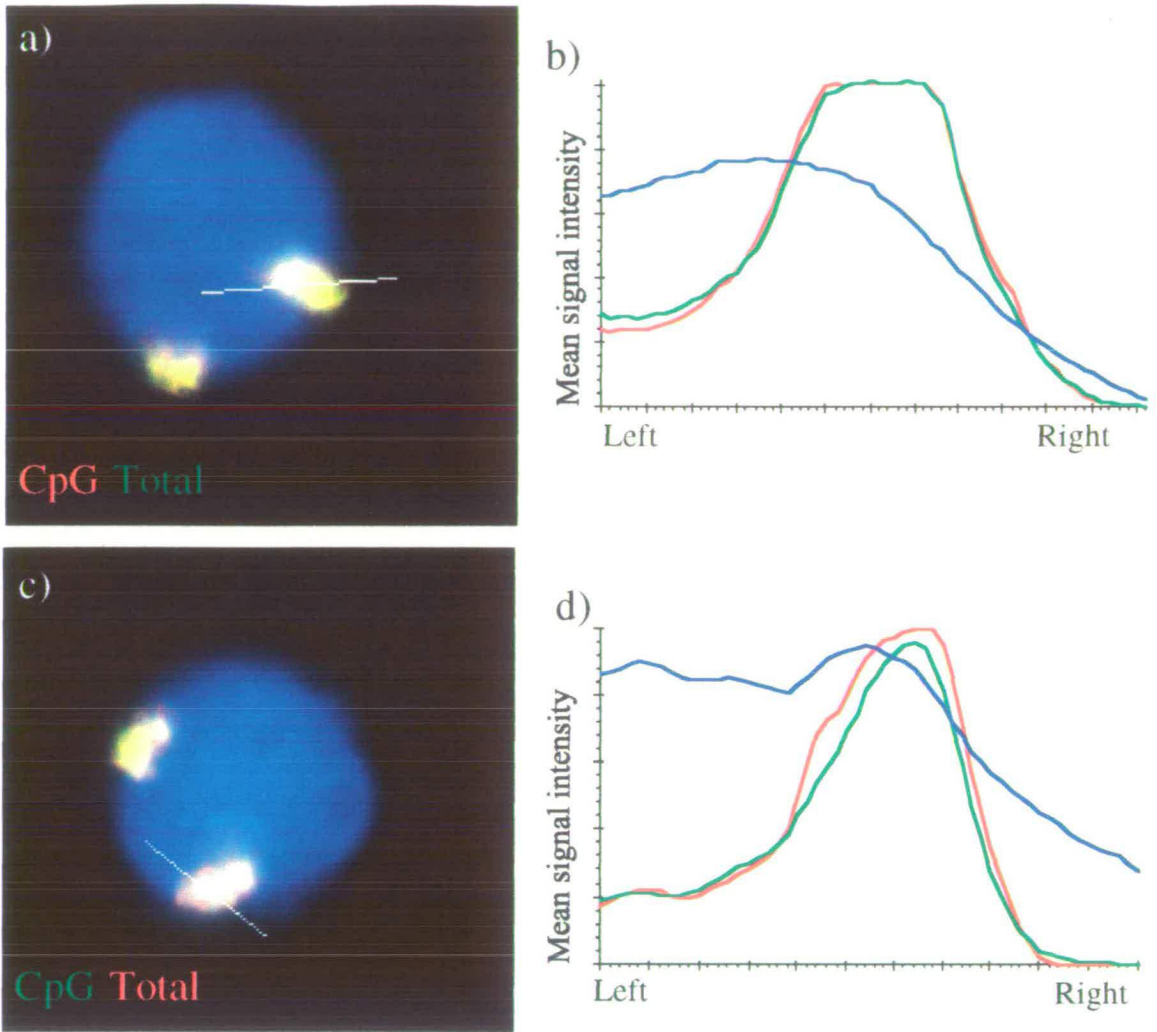 a)
CpG Total
b)
Mean signal intensity
Left Right
c)
CpG Total
d)
Mean signal intensity
Left Right